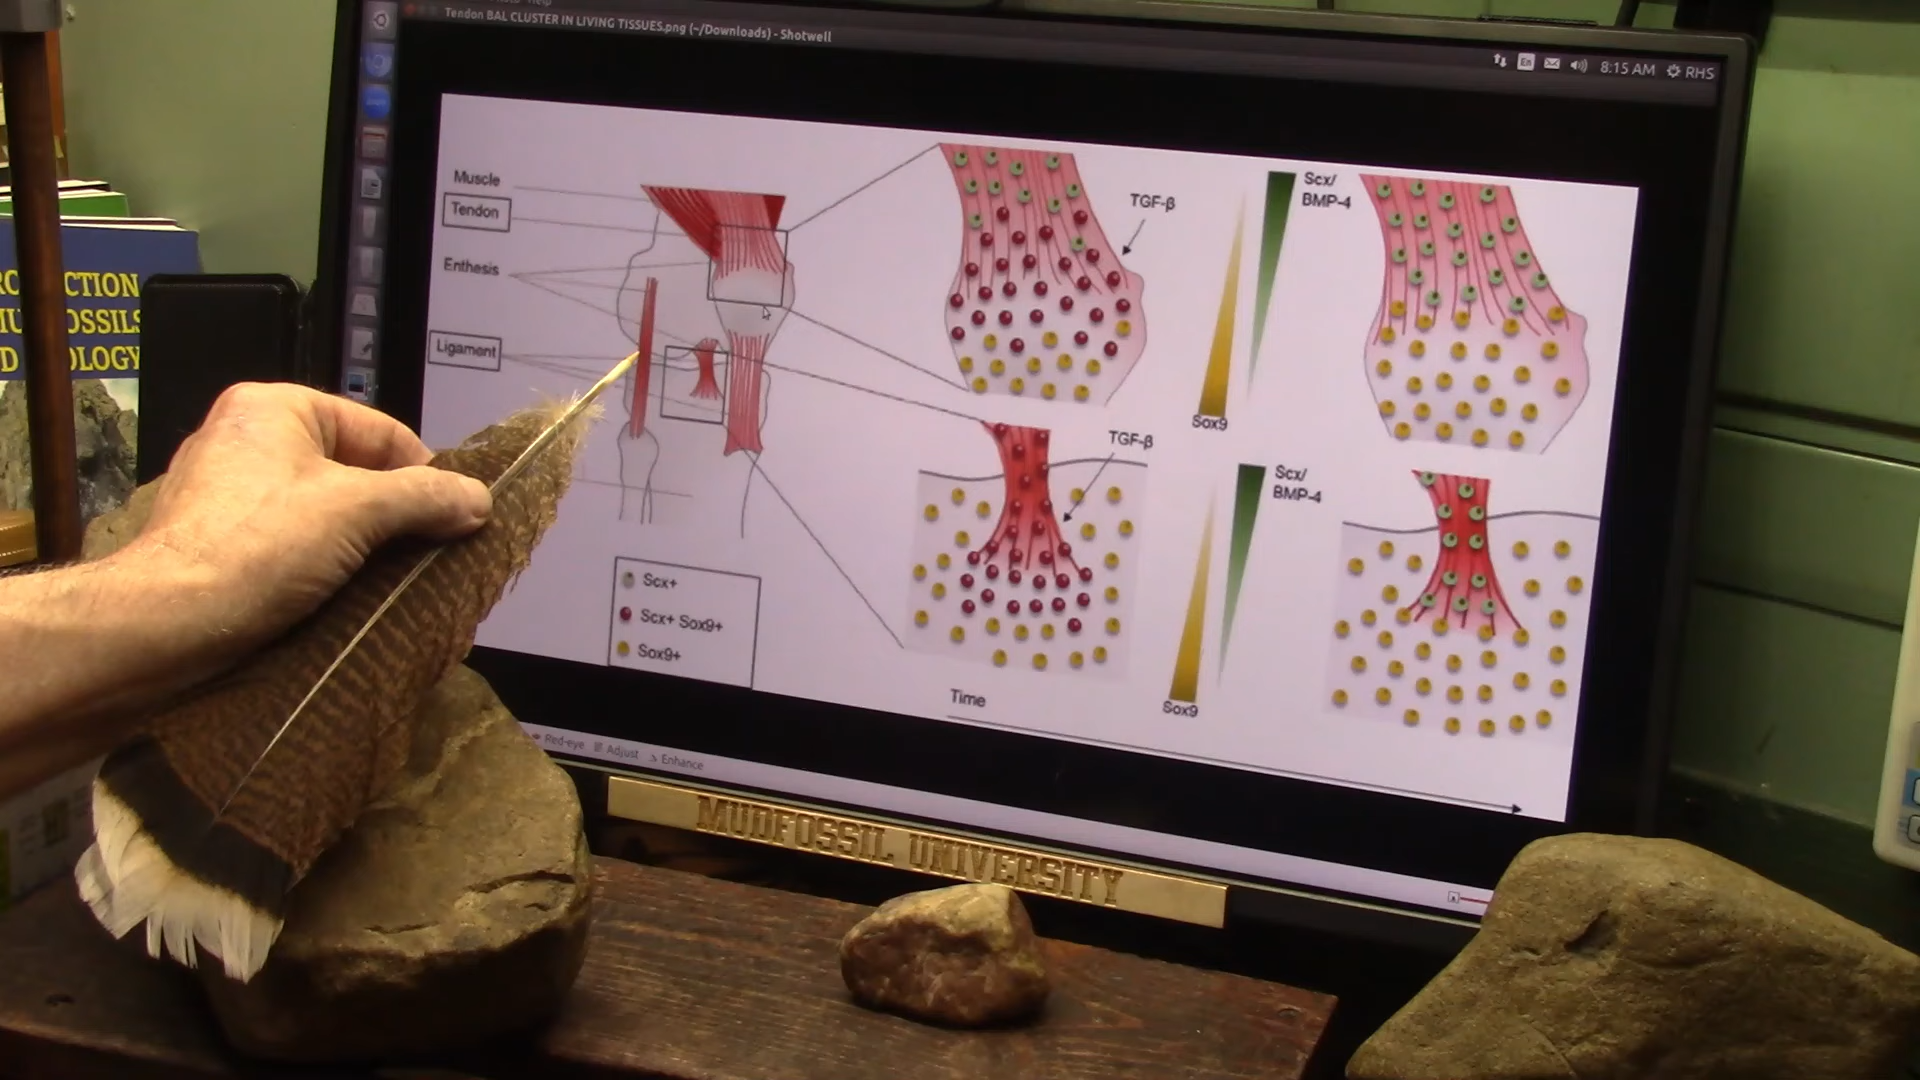 Tendon BAL CLUSTER IN LIVING TISSUES.png (~/Downloads) - Shotwell
En
8:15 AM
RHS
Muscle
Tendon
Enthesis
Ligament
TGF-β
Scx/
BMP-4
Sox9
TGF-β
Scx/
BMP-4
Sox9
Scx+
Scx+ Sox9+
Sox9+
Time
Red-eye
Adjust
Enhance
MUDFOSSIL UNIVERSITY